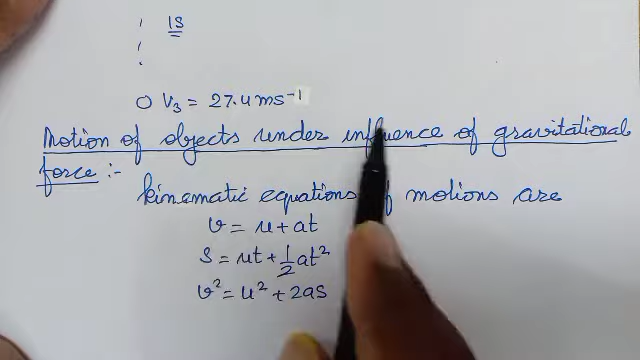 1S
O V₃ = 27.4 ms⁻¹
Motion of objects under influence of gravitational
force :-
kinematic equations of motions are
v = u + at
s = ut + 1/2 at²
v² = u² + 2as